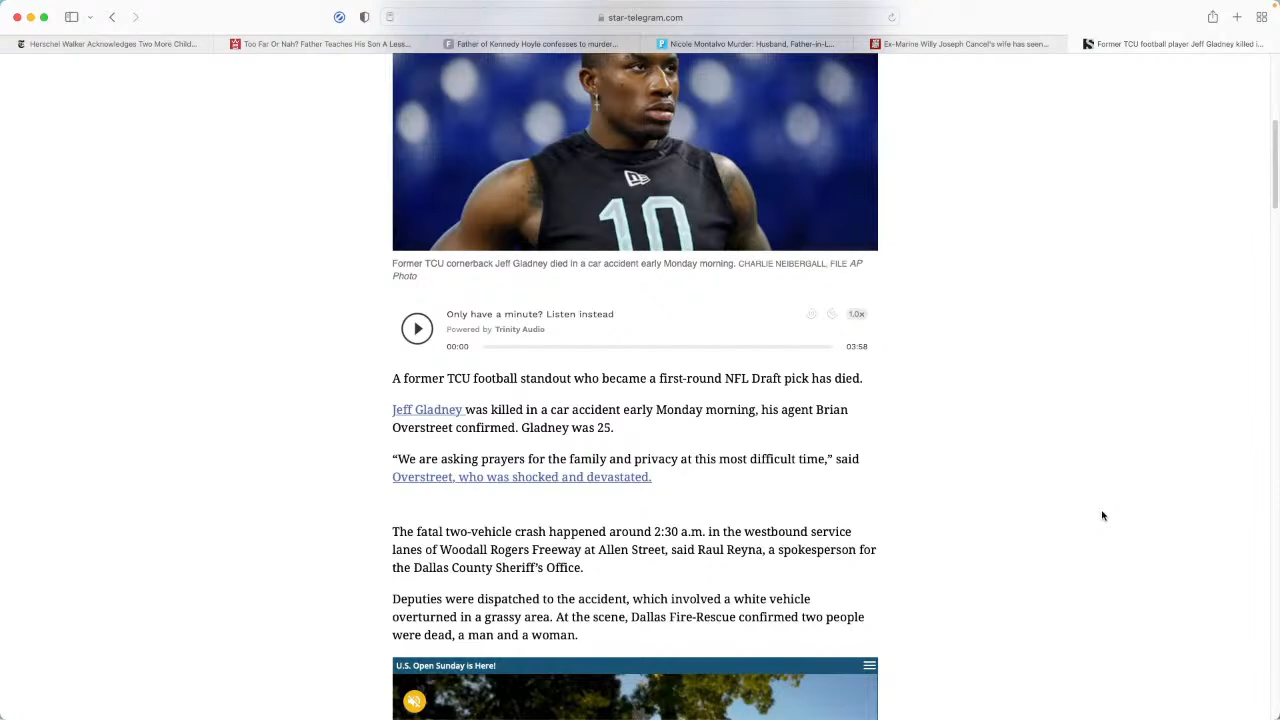 star-telegram.com
Herschel Walker Acknowledges Two More Child...
Too Far Or Nah? Father Teaches His Son A Less...
Father of Kennedy Hoyle confesses to murder...
Nicole Montalvo Murder: Husband, Father-in-L...
Ex-Marine Willy Joseph Cancel's wife has seen...
Former TCU football player Jeff Gladney killed i...
10
Former TCU cornerback Jeff Gladney died in a car accident early Monday morning. CHARLIE NEIBERGALL, FILE AP
Photo
Only have a minute? Listen instead
Powered by Trinity Audio
1.0x
00:00
03:58
A former TCU football standout who became a first-round NFL Draft pick has died.
Jeff Gladney was killed in a car accident early Monday morning, his agent Brian
Overstreet confirmed. Gladney was 25.
“We are asking prayers for the family and privacy at this most difficult time,” said
Overstreet, who was shocked and devastated.
The fatal two-vehicle crash happened around 2:30 a.m. in the westbound service
lanes of Woodall Rogers Freeway at Allen Street, said Raul Reyna, a spokesperson for
the Dallas County Sheriff’s Office.
Deputies were dispatched to the accident, which involved a white vehicle
overturned in a grassy area. At the scene, Dallas Fire-Rescue confirmed two people
were dead, a man and a woman.
U.S. Open Sunday is Here!